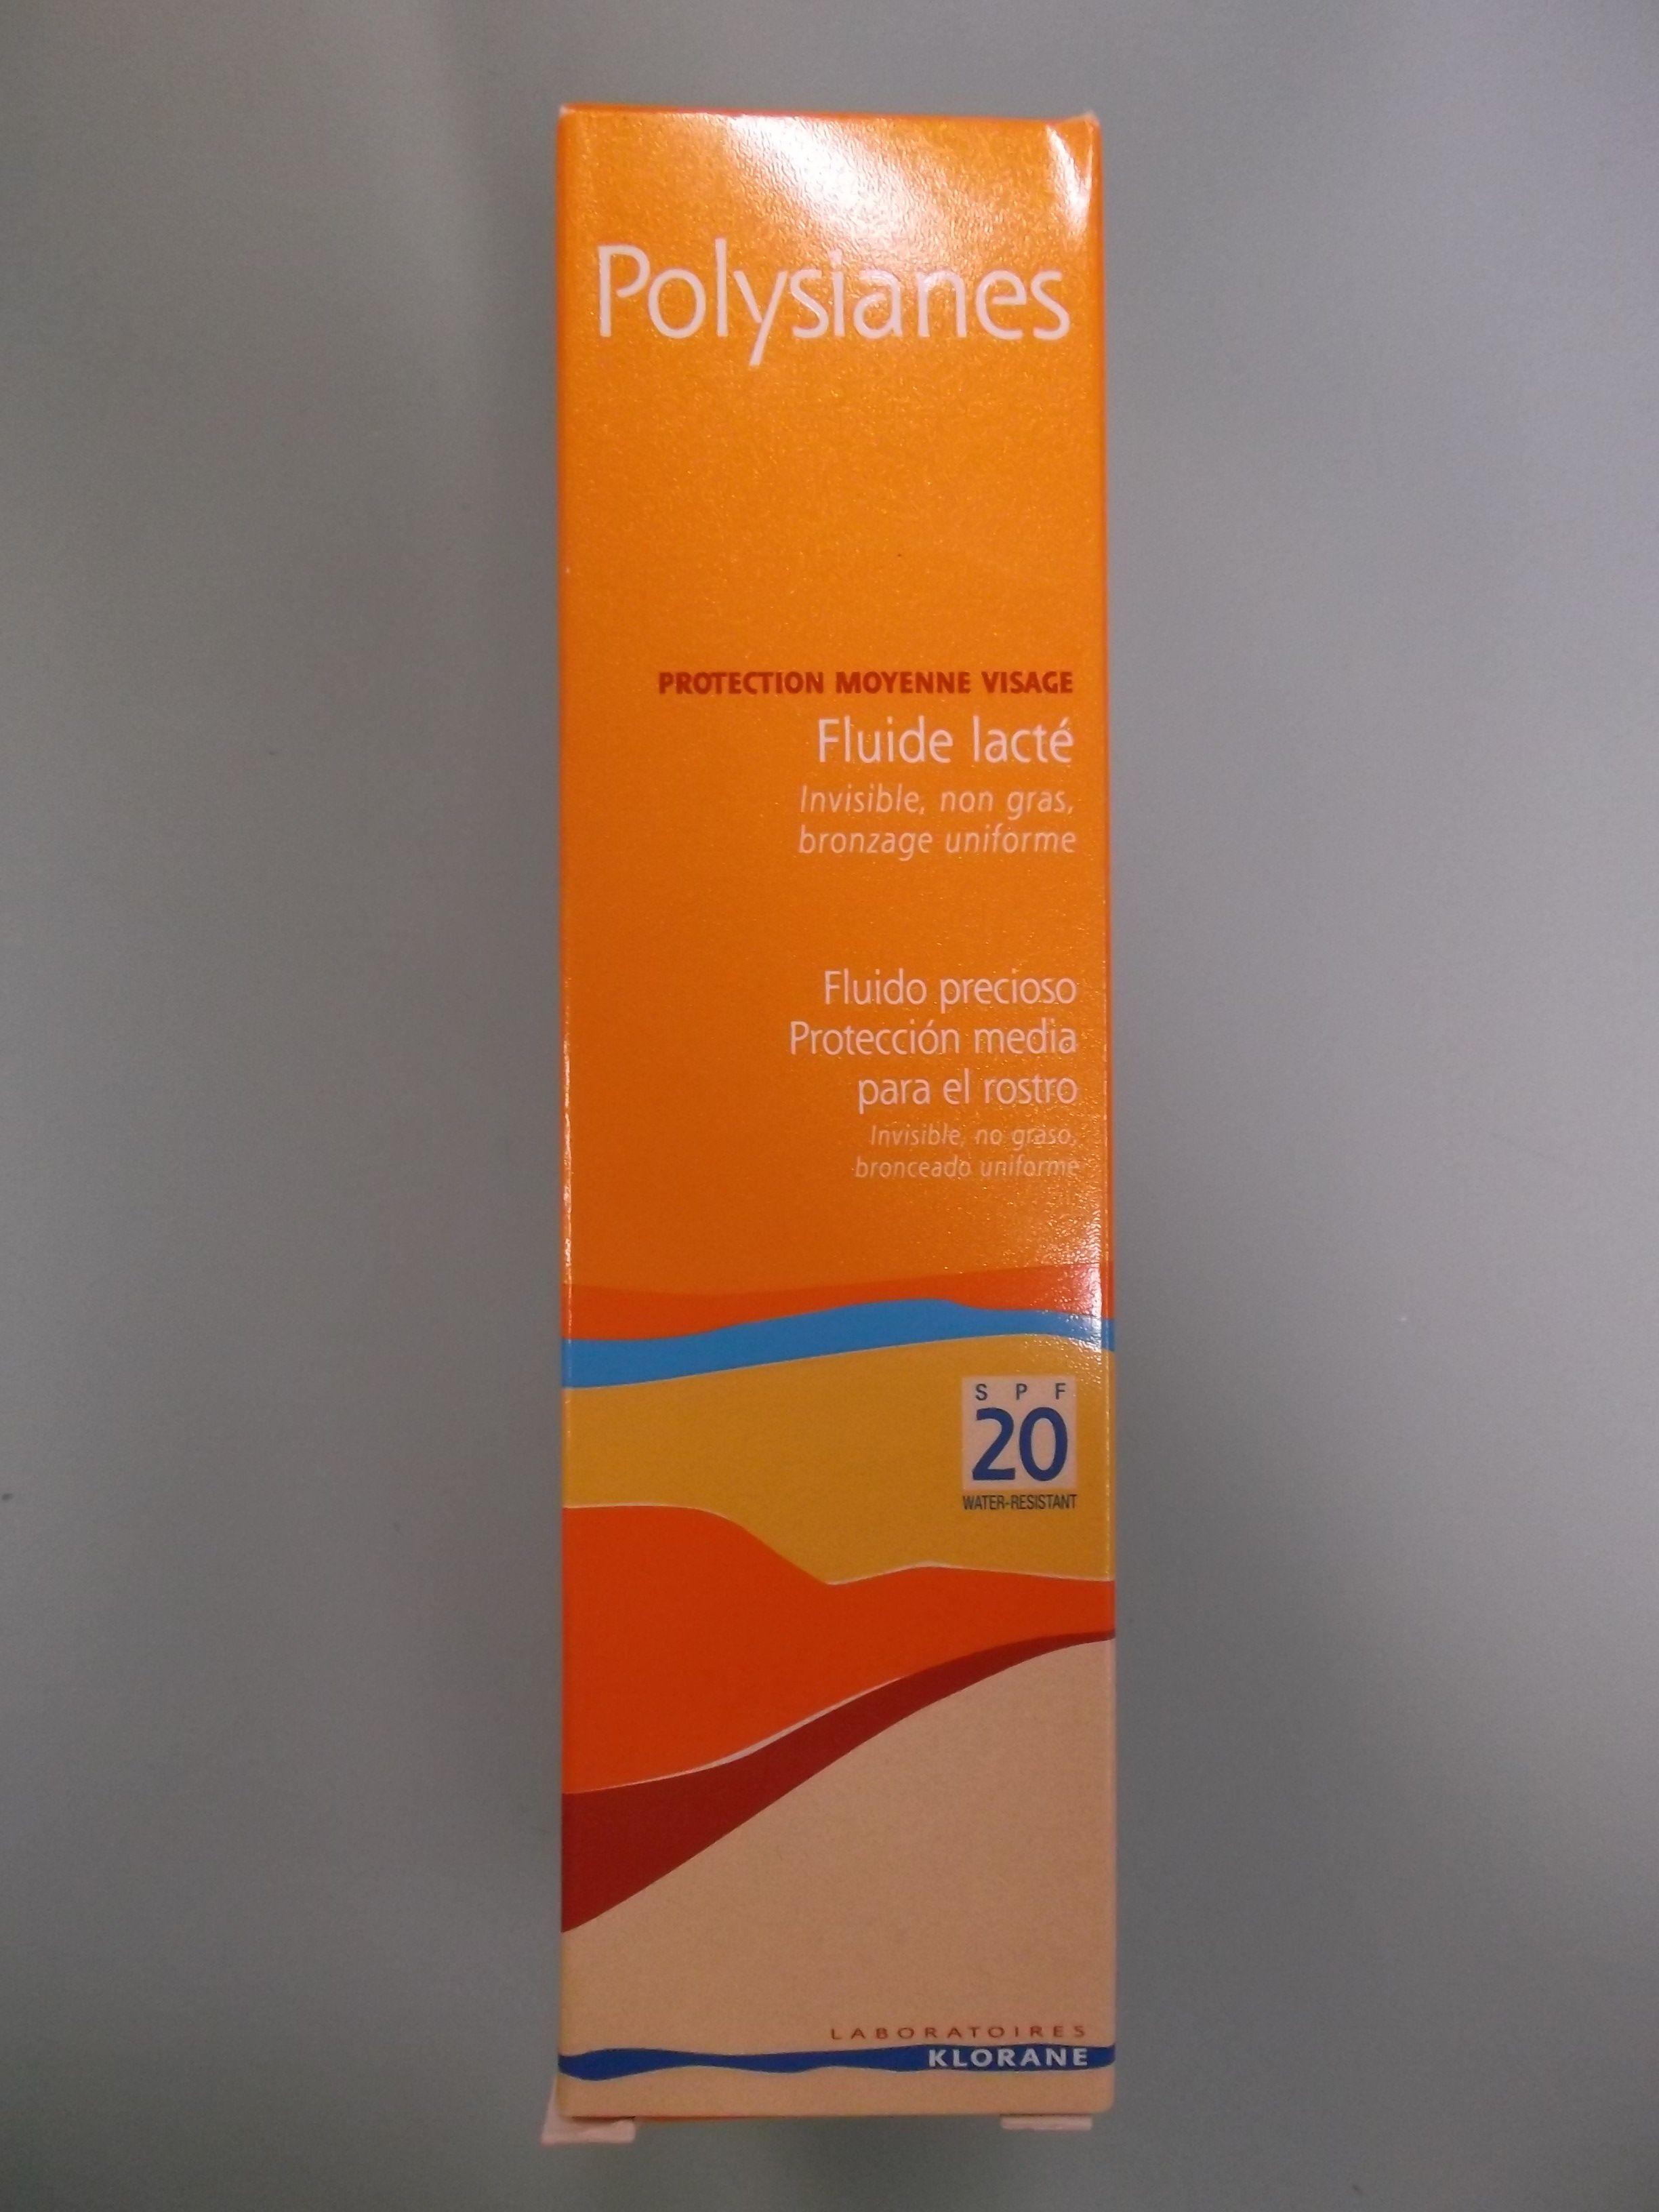 Polysianes
PROTECTION MOYENNE VISAGE
Fluide lacté
Invisible, non gras,
bronzage uniforme
Fluido precioso
Protección media
para el rostro
Invisible, no graso,
bronceado uniforme
SPF
20
WATER-RESISTANT
LABORATOIRES
KLORANE